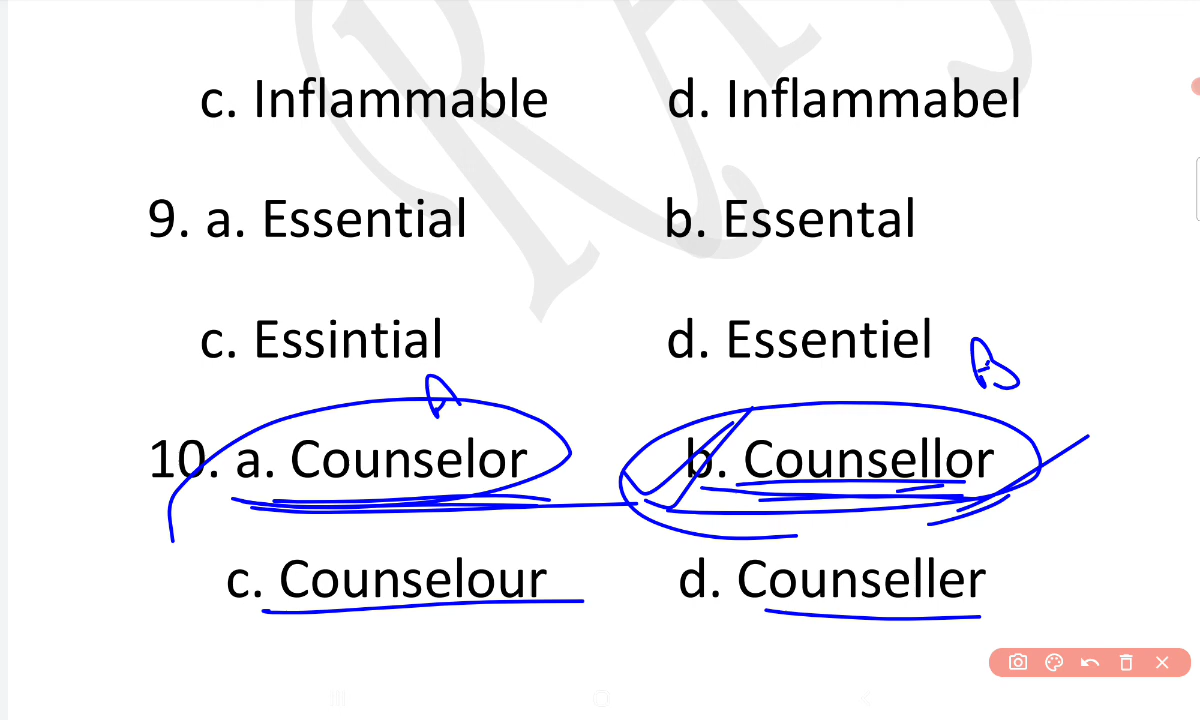 c. Inflammable d. Inflammabel
9. a. Essential b. Essental
c. Essintial d. Essentiel
A B
10. a. Counselor b. Counsellor
c. Counselour d. Counseller